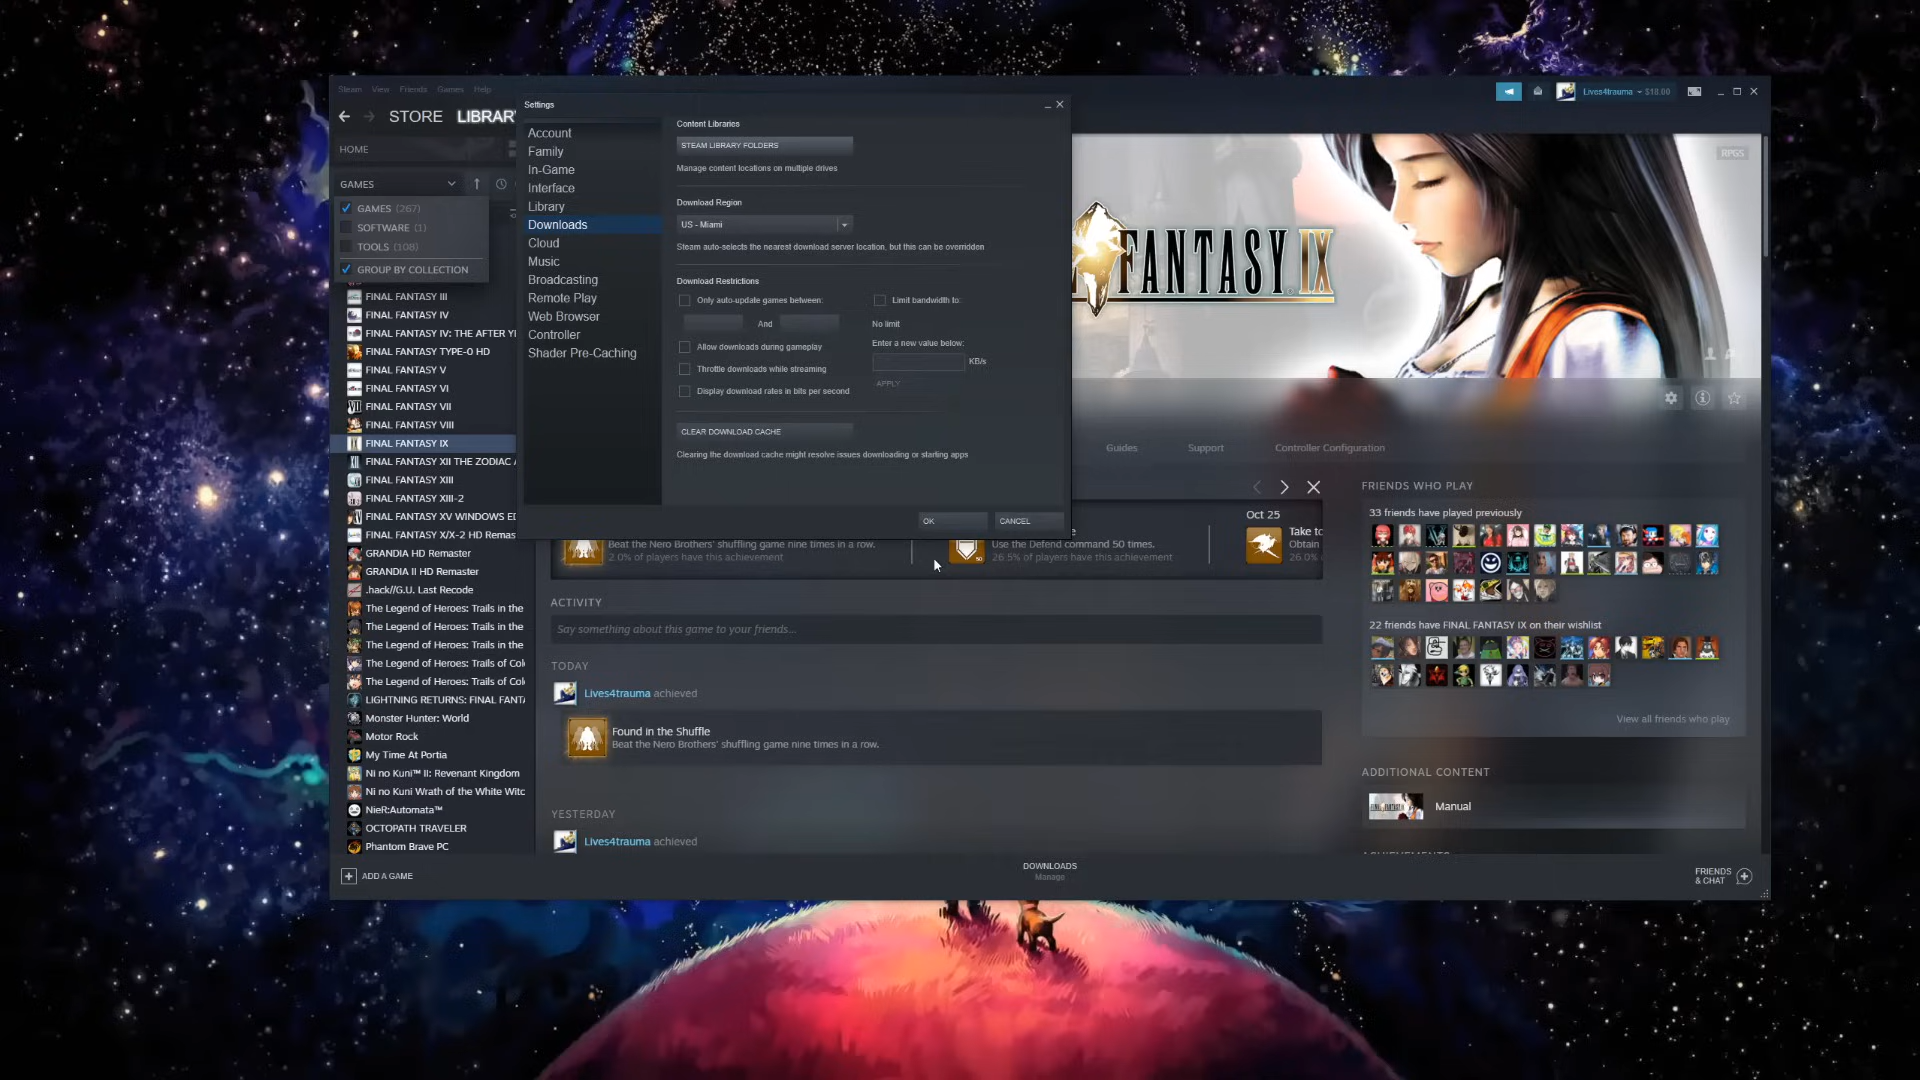 Steam View Friends Games Help
Lives4trauma $18.00
STORE LIBRARY
HOME
GAMES
GAMES (267)
SOFTWARE (1)
TOOLS (108)
GROUP BY COLLECTION
FINAL FANTASY III
FINAL FANTASY IV
FINAL FANTASY IV: THE AFTER
FINAL FANTASY TYPE-0 HD
FINAL FANTASY V
FINAL FANTASY VI
FINAL FANTASY VII
FINAL FANTASY VIII
FINAL FANTASY IX
FINAL FANTASY XII THE ZODIAC
FINAL FANTASY XIII
FINAL FANTASY XIII-2
FINAL FANTASY XV WINDOWS
FINAL FANTASY X/X-2 HD Remas
GRANDIA HD Remaster
GRANDIA II HD Remaster
.hack//G.U. Last Recode
The Legend of Heroes: Trails in the
The Legend of Heroes: Trails in the
The Legend of Heroes: Trails in the
The Legend of Heroes: Trails of Col
The Legend of Heroes: Trails of Col
LIGHTNING RETURNS: FINAL FANT
Monster Hunter: World
Motor Rock
My Time At Portia
Ni no Kuni™ II: Revenant Kingdom
Ni no Kuni Wrath of the White Witc
NieR:Automata™
OCTOPATH TRAVELER
Phantom Brave PC
ADD A GAME
Settings
Account
Family
In-Game
Interface
Library
Downloads
Cloud
Music
Broadcasting
Remote Play
Web Browser
Controller
Shader Pre-Caching
Content Libraries
STEAM LIBRARY FOLDERS
Manage content locations on multiple drives
Download Region
US - Miami
Steam auto-selects the nearest download server location, but this can be overridden
Download Restrictions
Only auto-update games between:
And
Allow downloads during gameplay
Throttle downloads while streaming
Display download rates in bits per second
Limit bandwidth to:
No limit
Enter a new value below:
KB/s
APPLY
CLEAR DOWNLOAD CACHE
Clearing the download cache might resolve issues downloading or starting apps
OK CANCEL
RPGS
FANTASY IX
Guides Support Controller Configuration
Oct 25
Beat the Nero Brothers' shuffling game nine times in a row.
2.0% of players have this achievement
Use the Defend command 50 times.
26.5% of players have this achievement
50
Take to
Obtain
26.0%
ACTIVITY
Say something about this game to your friends...
TODAY
Lives4trauma achieved
Found in the Shuffle
Beat the Nero Brothers' shuffling game nine times in a row.
YESTERDAY
Lives4trauma achieved
FRIENDS WHO PLAY
33 friends have played previously
22 friends have FINAL FANTASY IX on their wishlist
View all friends who play
ADDITIONAL CONTENT
Manual
DOWNLOADS
Manage
FRIENDS
& CHAT